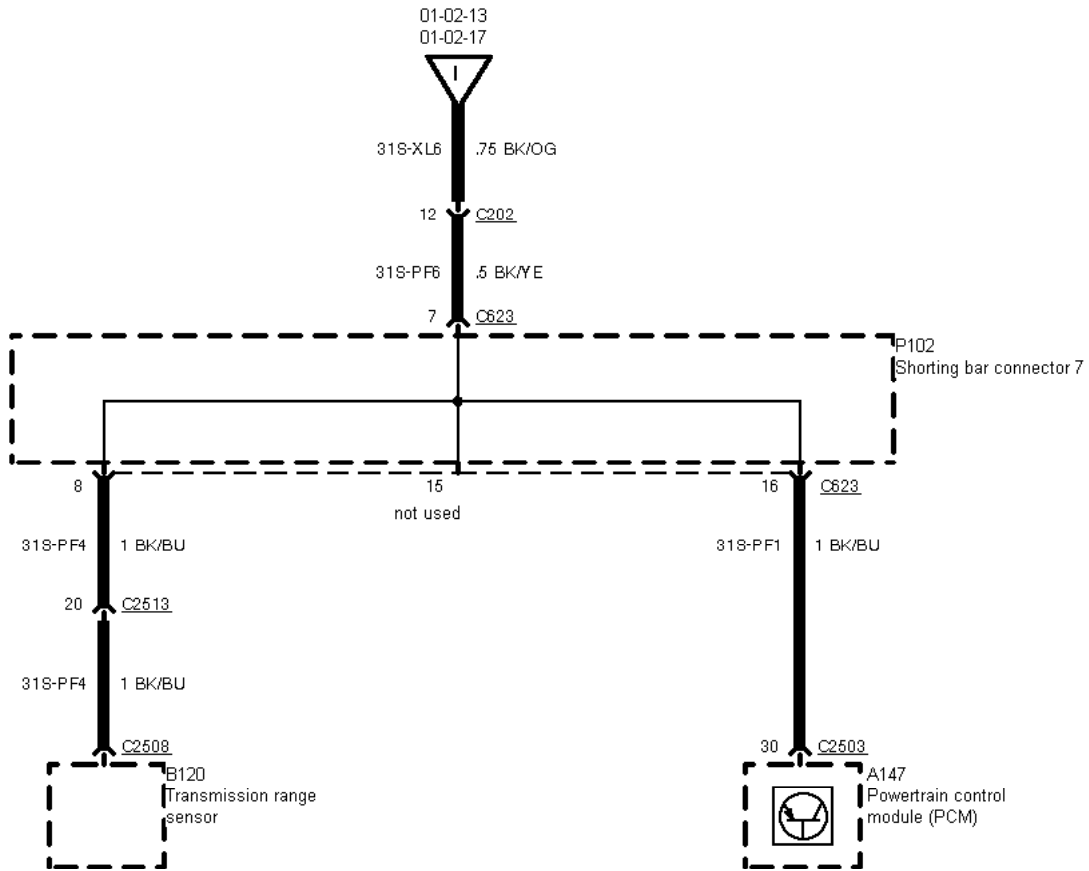 01-02-13
01-02-17
I
31S-XL6 .75 BK/OG
12 C202
31S-PF6 .5 BK/YE
7 C623
P102
Shorting bar connector 7
8 15 16 C623
not used
31S-PF4 1 BK/BU 31S-PF1 1 BK/BU
20 C2513
31S-PF4 1 BK/BU
C2508 30 C2503
B120
Transmission range
sensor
A147
Powertrain control
module (PCM)